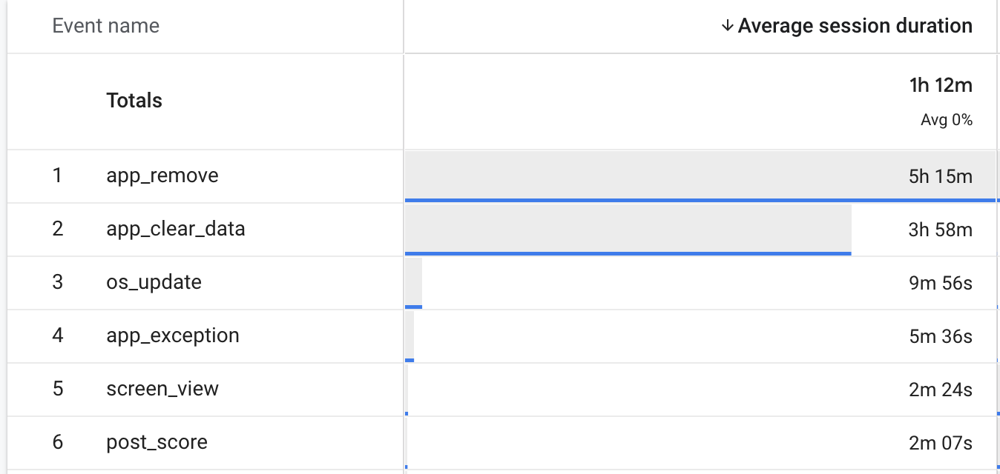 Event name ↓ Average session duration
Totals 1h 12m
Avg 0%
1 app_remove 5h 15m
2 app_clear_data 3h 58m
3 os_update 9m 56s
4 app_exception 5m 36s
5 screen_view 2m 24s
6 post_score 2m 07s